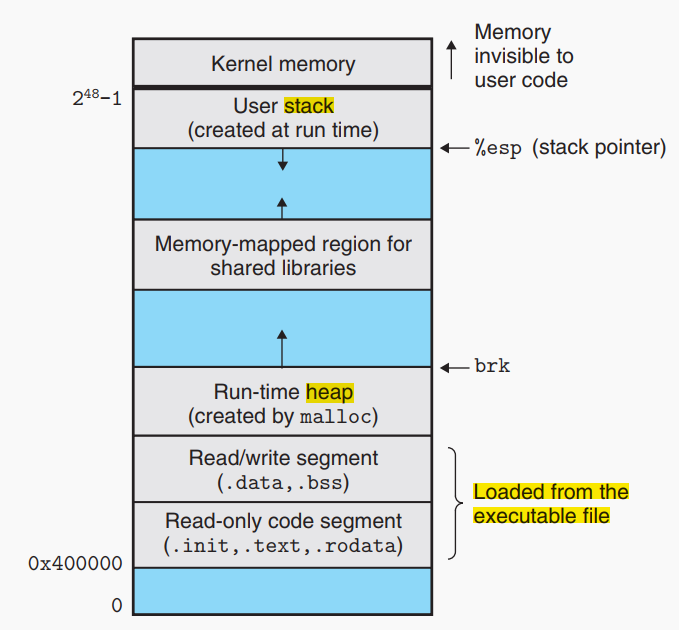 Kernel memory
Memory
invisible to
user code
2⁴⁸−1
User stack
(created at run time)
%esp (stack pointer)
Memory-mapped region for
shared libraries
brk
Run-time heap
(created by malloc)
Read/write segment
(.data,.bss)
Loaded from the
executable file
Read-only code segment
(.init,.text,.rodata)
0x400000
0